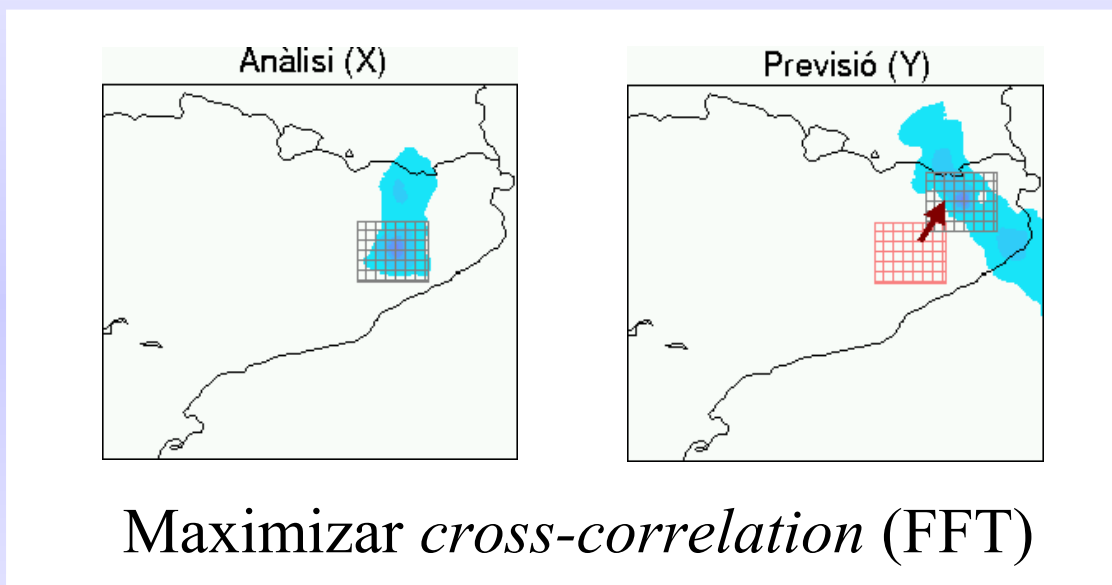 Anàlisi (X)
Previsió (Y)
Maximizar cross-correlation (FFT)